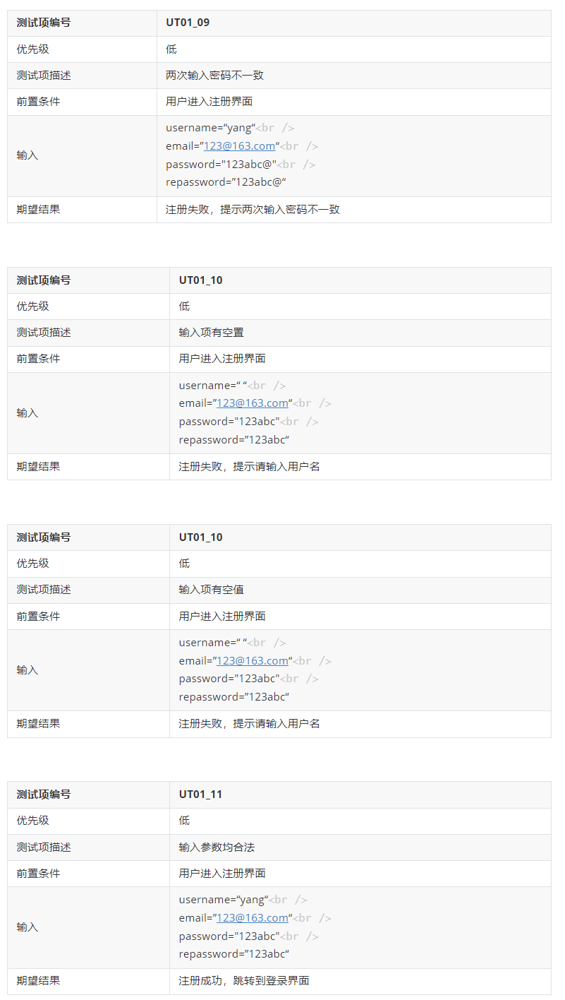 测试项编号 UT01_09
优先级 低
测试项描述 两次输入密码不一致
前置条件 用户进入注册界面
输入
username=“yang“<br />
email=”123@163.com“<br />
password="123abc@"<br />
repassword=”123abc@“
期望结果 注册失败，提示两次输入密码不一致
测试项编号 UT01_10
优先级 低
测试项描述 输入项有空置
前置条件 用户进入注册界面
输入
username=“ “<br />
email=”123@163.com“<br />
password="123abc"<br />
repassword=”123abc“
期望结果 注册失败，提示请输入用户名
测试项编号 UT01_10
优先级 低
测试项描述 输入项有空值
前置条件 用户进入注册界面
输入
username=“ “<br />
email=”123@163.com“<br />
password="123abc"<br />
repassword=”123abc“
期望结果 注册失败，提示请输入用户名
测试项编号 UT01_11
优先级 低
测试项描述 输入参数均合法
前置条件 用户进入注册界面
输入
username=“yang“<br />
email=”123@163.com“<br />
password="123abc"<br />
repassword=”123abc“
期望结果 注册成功，跳转到登录界面